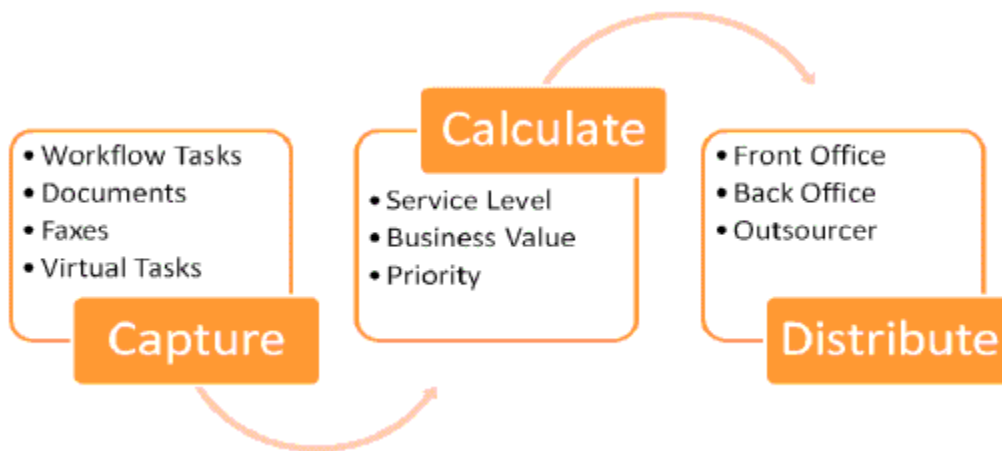 • Workflow Tasks
• Documents
• Faxes
• Virtual Tasks
Capture
Calculate
• Service Level
• Business Value
• Priority
• Front Office
• Back Office
• Outsourcer
Distribute